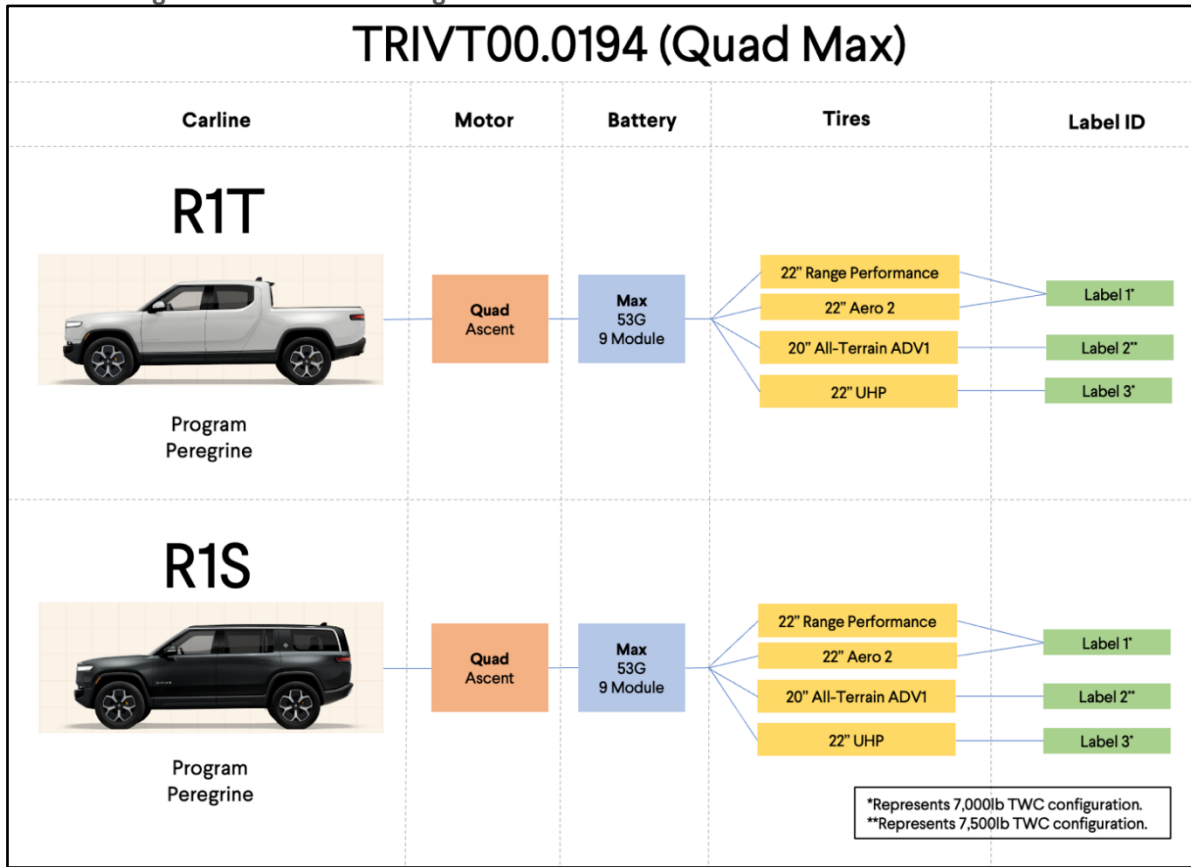 TRIVT00.0194 (Quad Max)
Carline
Motor
Battery
Tires
Label ID
R1T
Program
Peregrine
Quad
Ascent
Max
53G
9 Module
22” Range Performance
22” Aero 2
20” All-Terrain ADV1
22” UHP
Label 1*
Label 2**
Label 3*
R1S
Program
Peregrine
Quad
Ascent
Max
53G
9 Module
22” Range Performance
22” Aero 2
20” All-Terrain ADV1
22” UHP
Label 1*
Label 2**
Label 3*
*Represents 7,000lb TWC configuration.
**Represents 7,500lb TWC configuration.